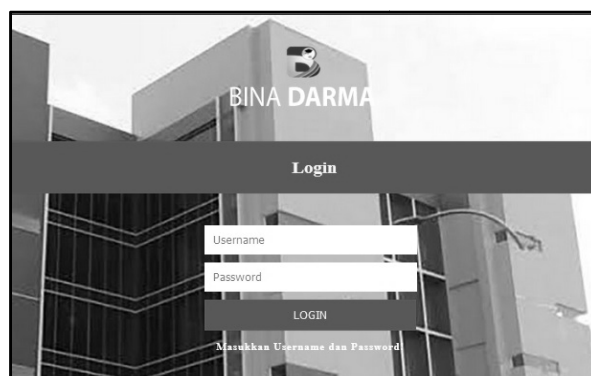 BINA DARMA
Login
Username
Password
LOGIN
Masukkan Username dan Password